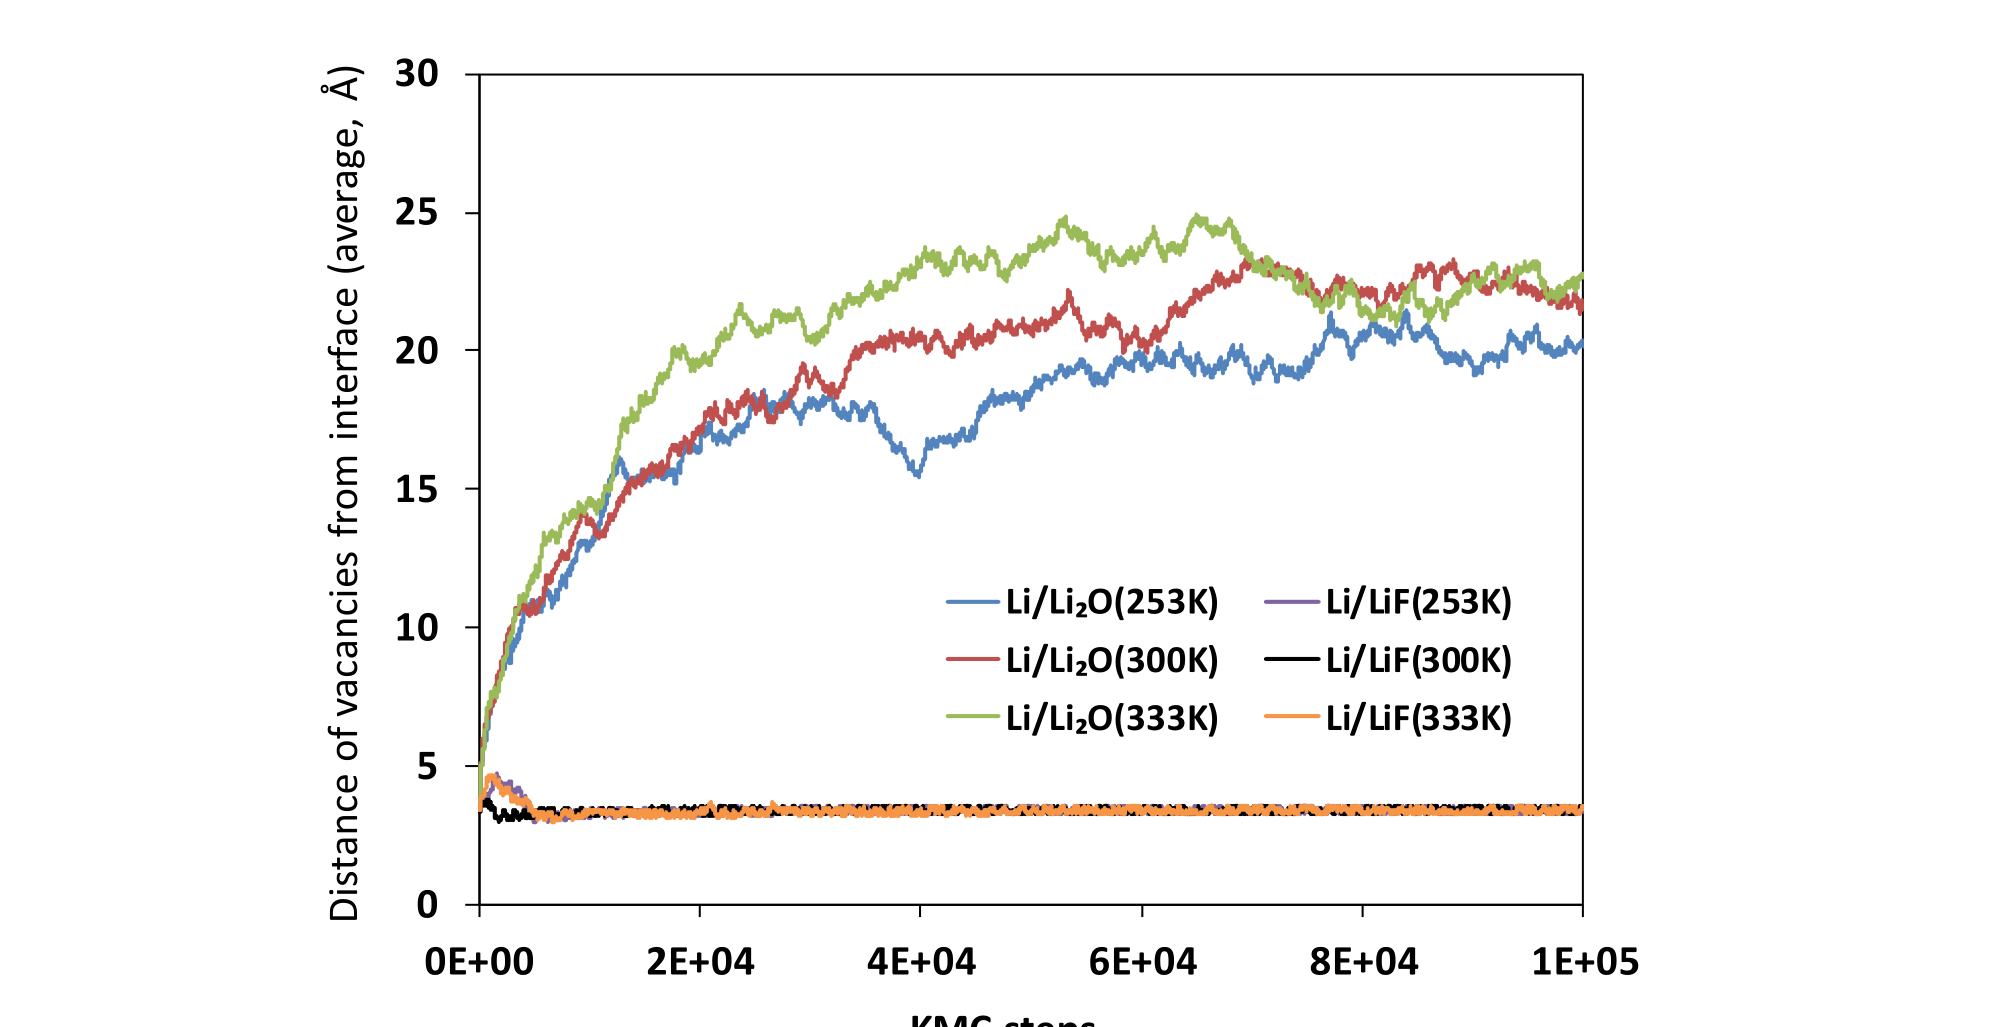 Distance of vacancies from interface (average, Å)
30
25
20
15
10
5
0
Li/Li₂O(253K) Li/LiF(253K)
Li/Li₂O(300K) Li/LiF(300K)
Li/Li₂O(333K) Li/LiF(333K)
0E+00 2E+04 4E+04 6E+04 8E+04 1E+05
KMC steps